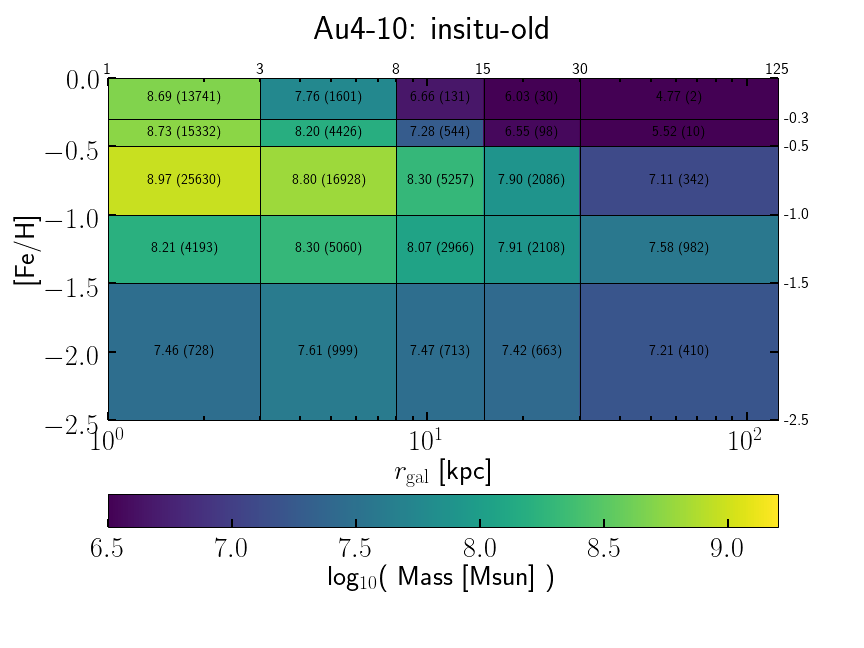 Au4-10: insitu-old
1 3 8 15 30 125
0.0
8.69 (13741) 7.76 (1601) 6.66 (131) 6.03 (30) 4.77 (2)
-0.3
8.73 (15332) 8.20 (4426) 7.28 (544) 6.55 (98) 5.52 (10)
−0.5 -0.5
8.97 (25630) 8.80 (16928) 8.30 (5257) 7.90 (2086) 7.11 (342)
−1.0 -1.0
[Fe/H]
8.21 (4193) 8.30 (5060) 8.07 (2966) 7.91 (2108) 7.58 (982)
−1.5 -1.5
7.46 (728) 7.61 (999) 7.47 (713) 7.42 (663) 7.21 (410)
−2.0
−2.5 -2.5
10⁰ 10¹ 10²
r_gal [kpc]
6.5 7.0 7.5 8.0 8.5 9.0
log₁₀( Mass [Msun] )